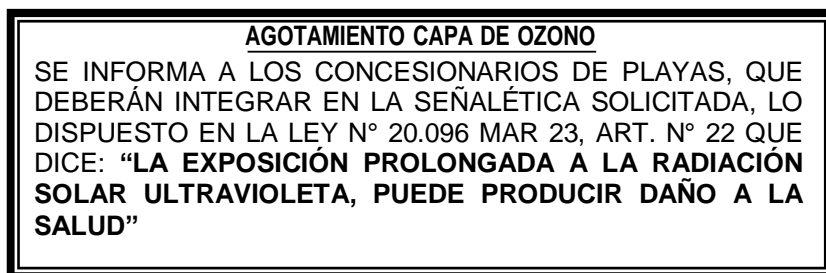 AGOTAMIENTO CAPA DE OZONO
SE INFORMA A LOS CONCESIONARIOS DE PLAYAS, QUE
DEBERÁN INTEGRAR EN LA SEÑALÉTICA SOLICITADA, LO
DISPUESTO EN LA LEY N° 20.096 MAR 23, ART. N° 22 QUE
DICE: “LA EXPOSICIÓN PROLONGADA A LA RADIACIÓN
SOLAR ULTRAVIOLETA, PUEDE PRODUCIR DAÑO A LA
SALUD”